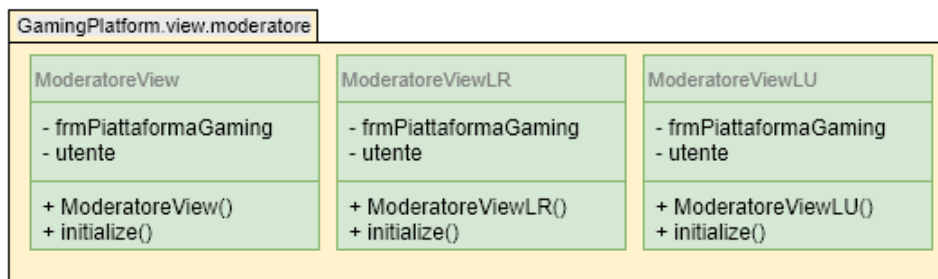 GamingPlatform.view.moderatore
ModeratoreView
- frmPiattaformaGaming
- utente
+ ModeratoreView()
+ initialize()
ModeratoreViewLR
- frmPiattaformaGaming
- utente
+ ModeratoreViewLR()
+ initialize()
ModeratoreViewLU
- frmPiattaformaGaming
- utente
+ ModeratoreViewLU()
+ initialize()